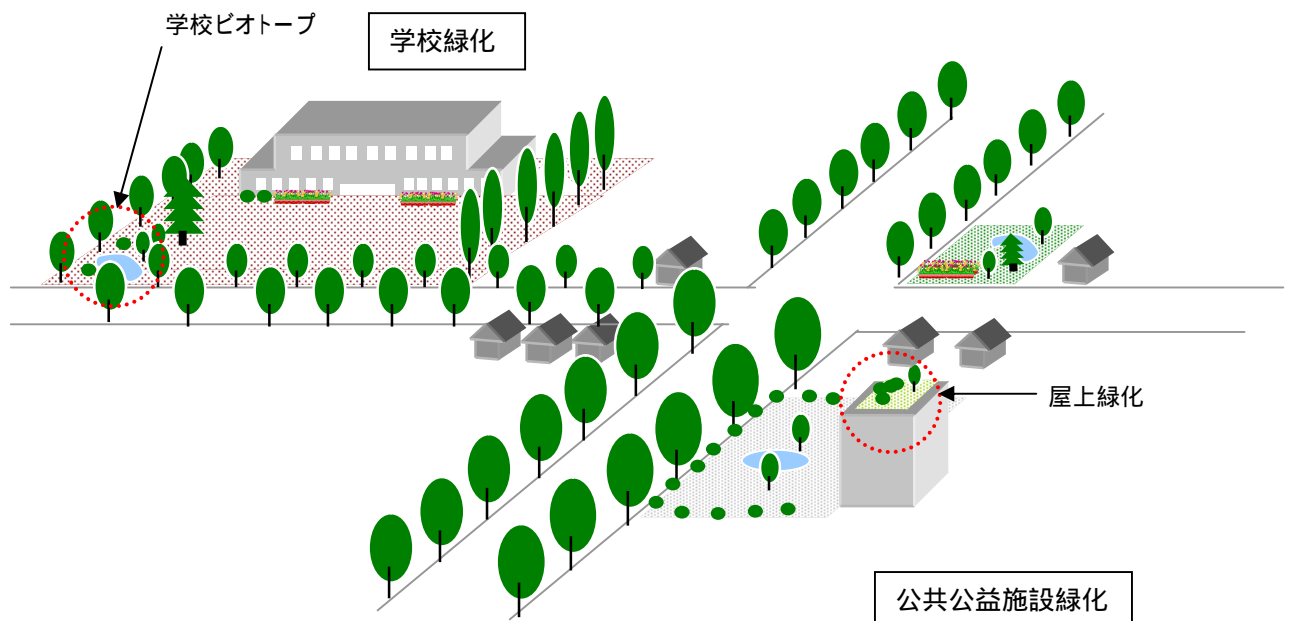 学校ビオトープ
学校緑化
屋上緑化
公共公益施設緑化